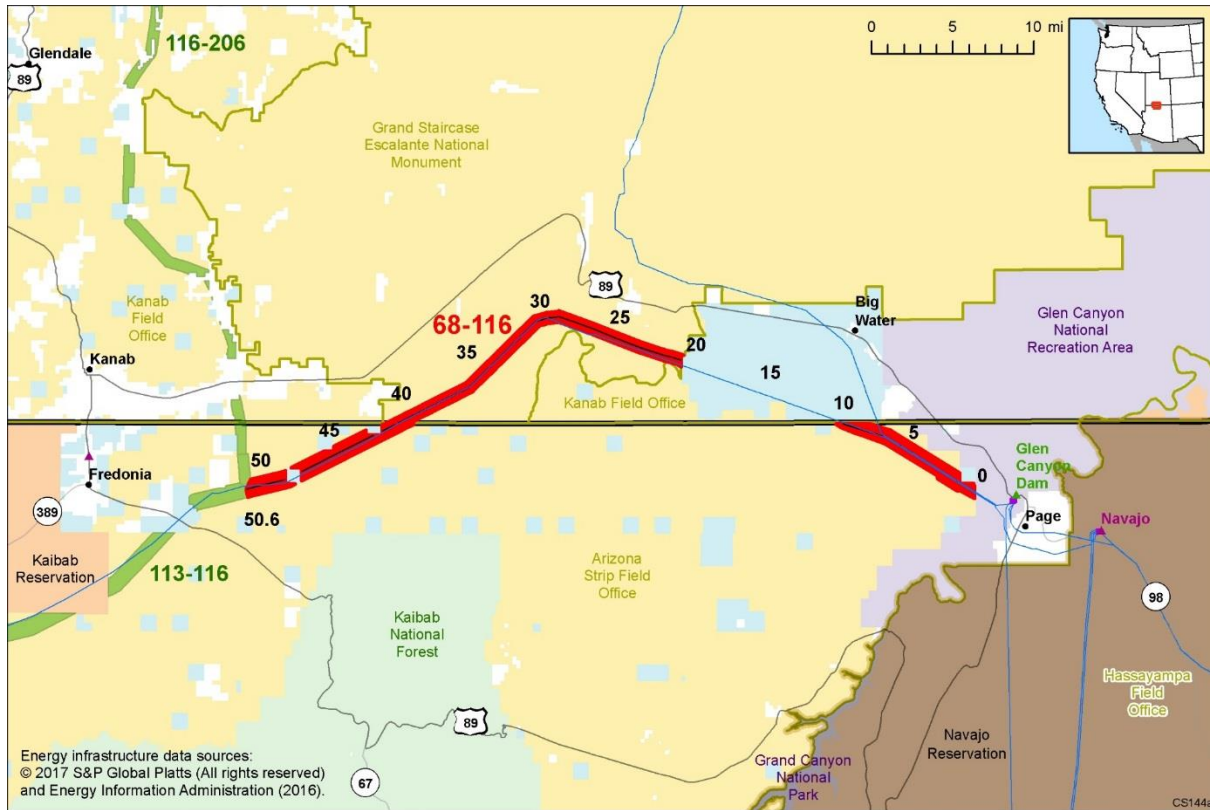 116-206
Glendale
89
0 5 10 mi
Grand Staircase
Escalante National
Monument
Glen Canyon
National
Recreation Area
Kanab
Field
Office
89
Big
Water
30
25
68-116
35
20
15
Kanab
40
Kanab Field Office
10
45
5
50
0
Glen
Canyon
Dam
Fredonia
50.6
Page
Navajo
389
Kaibab
Reservation
113-116
Arizona
Strip Field
Office
98
Kaibab
National
Forest
Hassayampa
Field
Office
89
Navajo
Reservation
Grand Canyon
National
Park
67
Energy infrastructure data sources:
© 2017 S&P Global Platts (All rights reserved)
and Energy Information Administration (2016).
CS144a